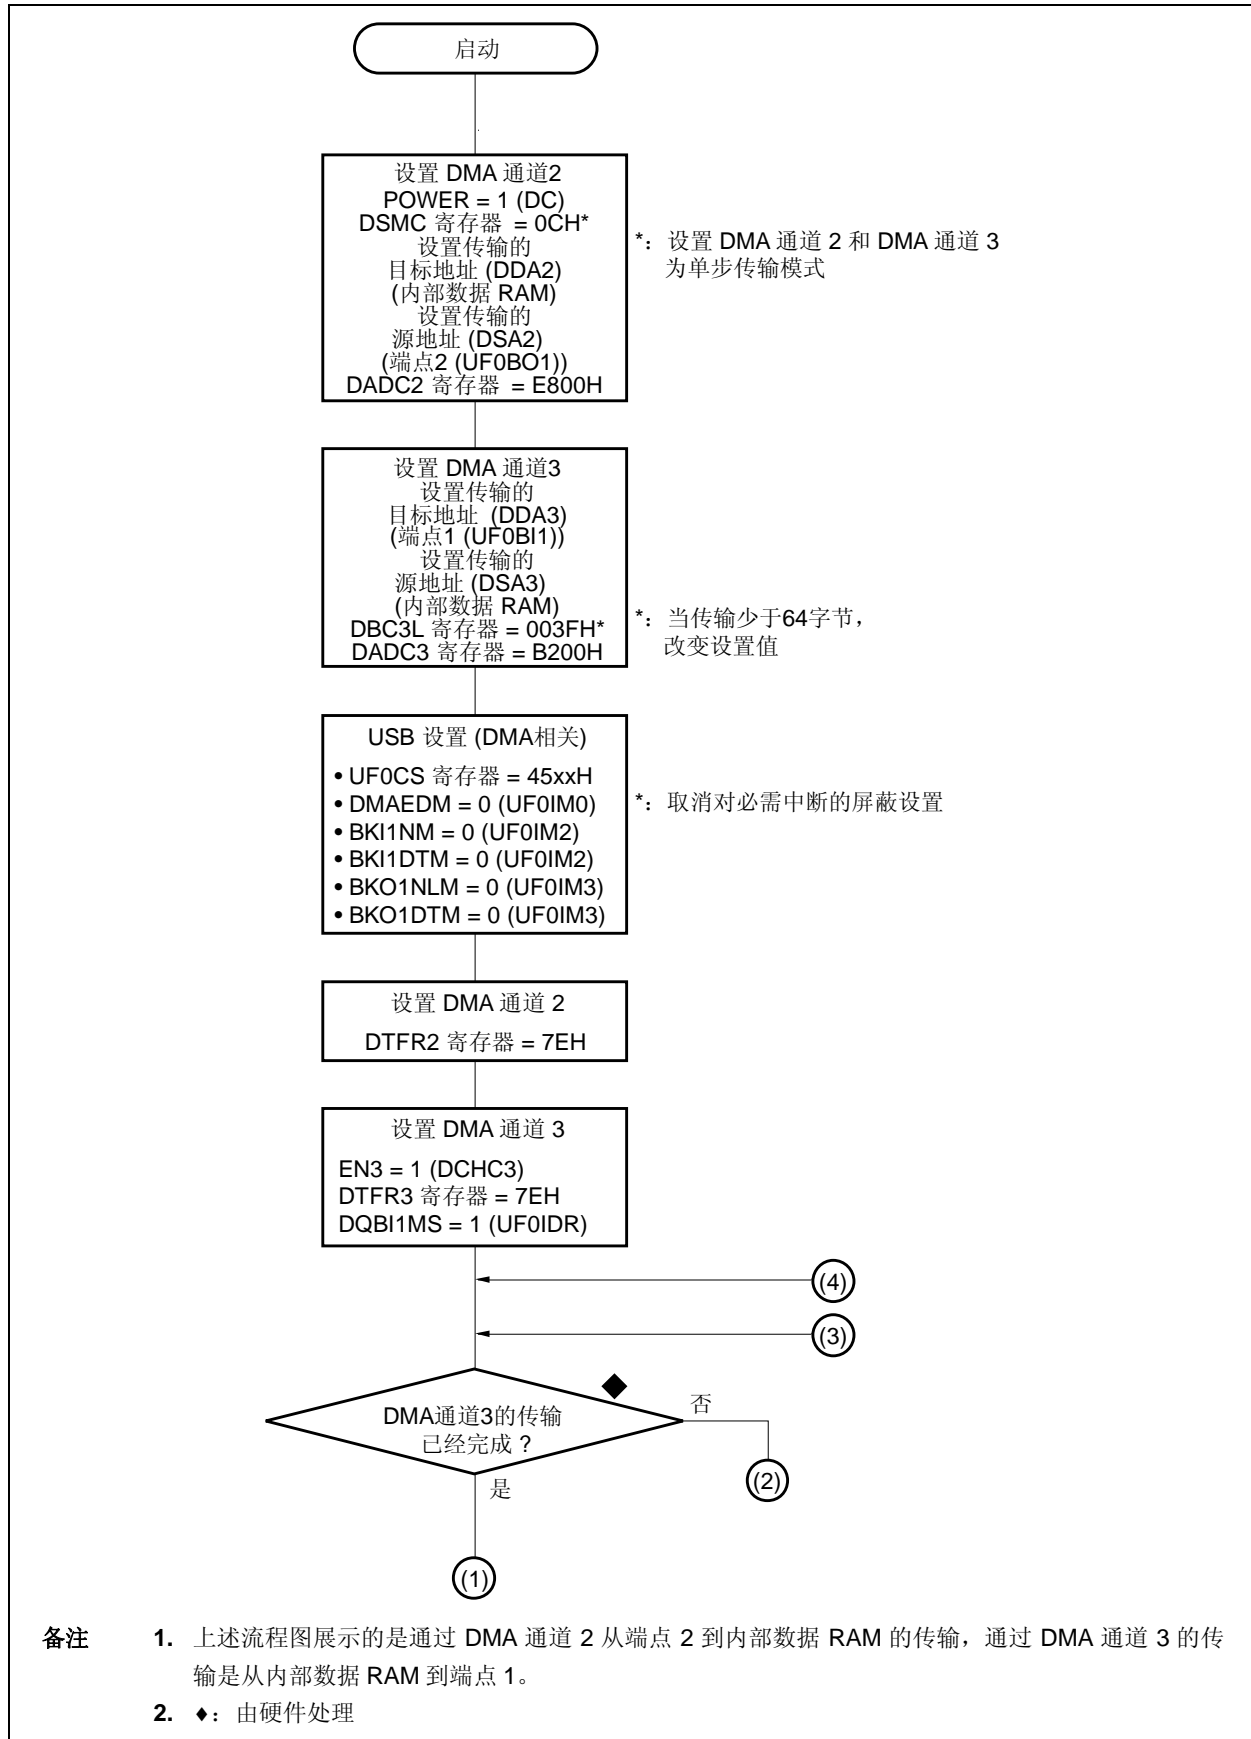 启动
设置 DMA 通道2
POWER = 1 (DC)
DSMC 寄存器 = 0CH*
设置传输的
目标地址 (DDA2)
(内部数据 RAM)
设置传输的
源地址 (DSA2)
(端点2 (UF0BO1))
DADC2 寄存器 = E800H
*：设置 DMA 通道 2 和 DMA 通道 3
为单步传输模式
设置 DMA 通道3
设置传输的
目标地址 (DDA3)
(端点1 (UF0BI1))
设置传输的
源地址 (DSA3)
(内部数据 RAM)
DBC3L 寄存器 = 003FH*
DADC3 寄存器 = B200H
*：当传输少于64字节，
改变设置值
USB 设置 (DMA相关)
• UF0CS 寄存器 = 45xxH
• DMAEDM = 0 (UF0IM0)
• BKI1NM = 0 (UF0IM2)
• BKI1DTM = 0 (UF0IM2)
• BKO1NLM = 0 (UF0IM3)
• BKO1DTM = 0 (UF0IM3)
*：取消对必需中断的屏蔽设置
设置 DMA 通道 2
DTFR2 寄存器 = 7EH
设置 DMA 通道 3
EN3 = 1 (DCHC3)
DTFR3 寄存器 = 7EH
DQBI1MS = 1 (UF0IDR)
(4)
(3)
DMA通道3的传输
已经完成？
否
(2)
是
(1)
备注 1. 上述流程图展示的是通过 DMA 通道 2 从端点 2 到内部数据 RAM 的传输，通过 DMA 通道 3 的传
输是从内部数据 RAM 到端点 1。
2. ♦：由硬件处理